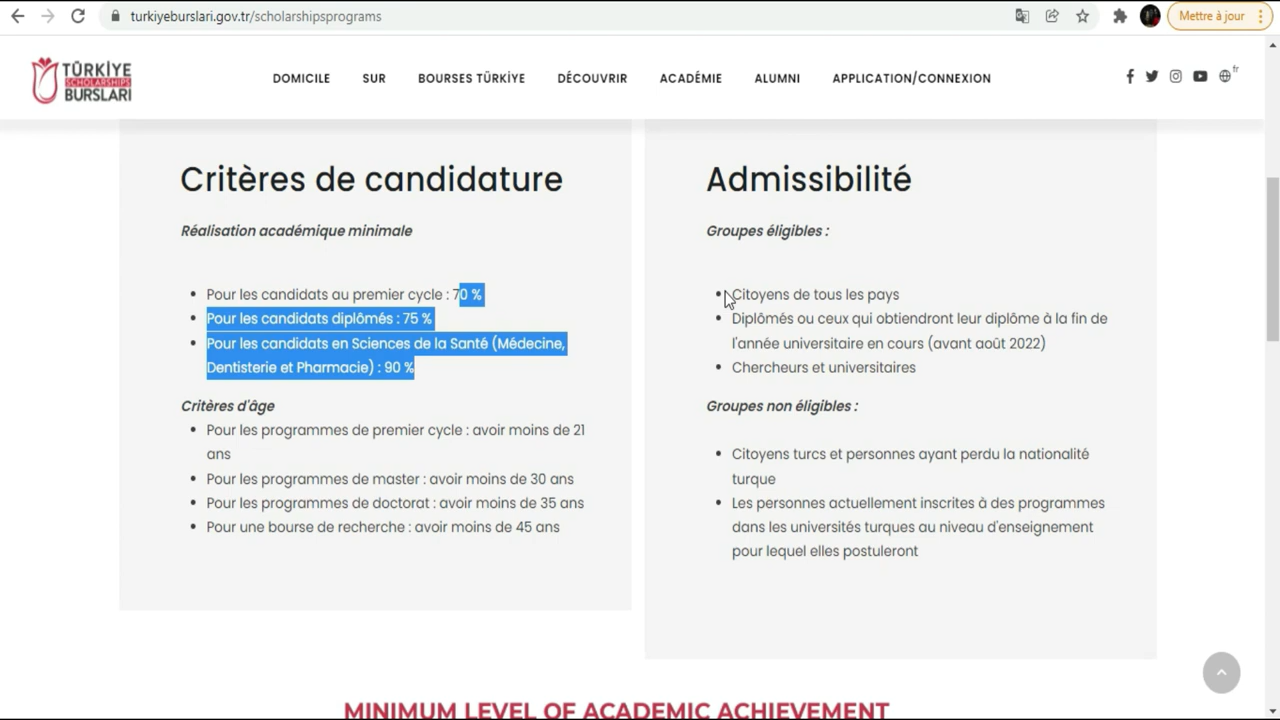 turkiyeburslari.gov.tr/scholarshipsprograms
Mettre à jour
TÜRKİYE
SCHOLARSHIPS
BURSLARI
DOMICILE SUR BOURSES TÜRKİYE DÉCOUVRIR ACADÉMIE ALUMNI APPLICATION/CONNEXION
fr
Critères de candidature
Réalisation académique minimale
• Pour les candidats au premier cycle : 70 %
• Pour les candidats diplômés : 75 %
• Pour les candidats en Sciences de la Santé (Médecine,
Dentisterie et Pharmacie) : 90 %
Critères d'âge
• Pour les programmes de premier cycle : avoir moins de 21
ans
• Pour les programmes de master : avoir moins de 30 ans
• Pour les programmes de doctorat : avoir moins de 35 ans
• Pour une bourse de recherche : avoir moins de 45 ans
Admissibilité
Groupes éligibles :
• Citoyens de tous les pays
• Diplômés ou ceux qui obtiendront leur diplôme à la fin de
l'année universitaire en cours (avant août 2022)
• Chercheurs et universitaires
Groupes non éligibles :
• Citoyens turcs et personnes ayant perdu la nationalité
turque
• Les personnes actuellement inscrites à des programmes
dans les universités turques au niveau d'enseignement
pour lequel elles postuleront
MINIMUM LEVEL OF ACADEMIC ACHIEVEMENT